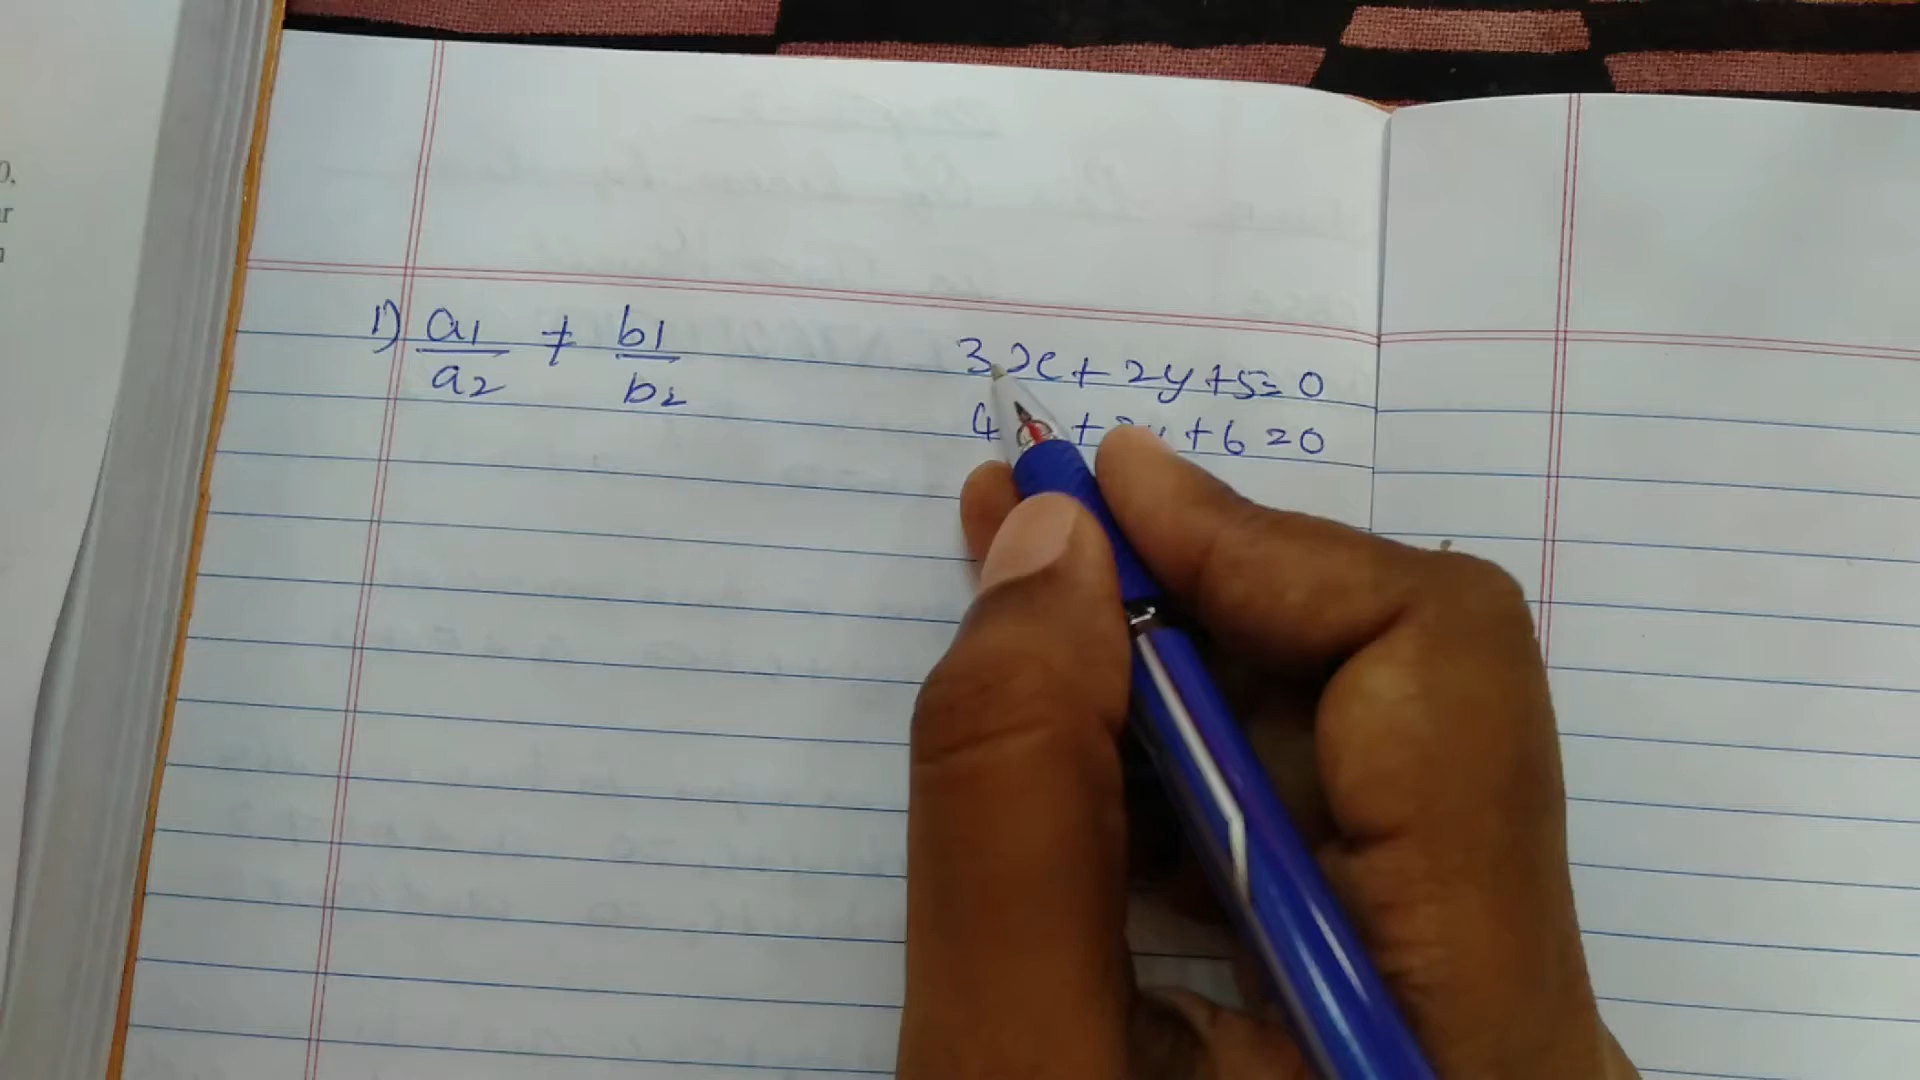 1) a1/a2 ≠ b1/b2
3x + 2y + 5 = 0
4 + + 6 = 0